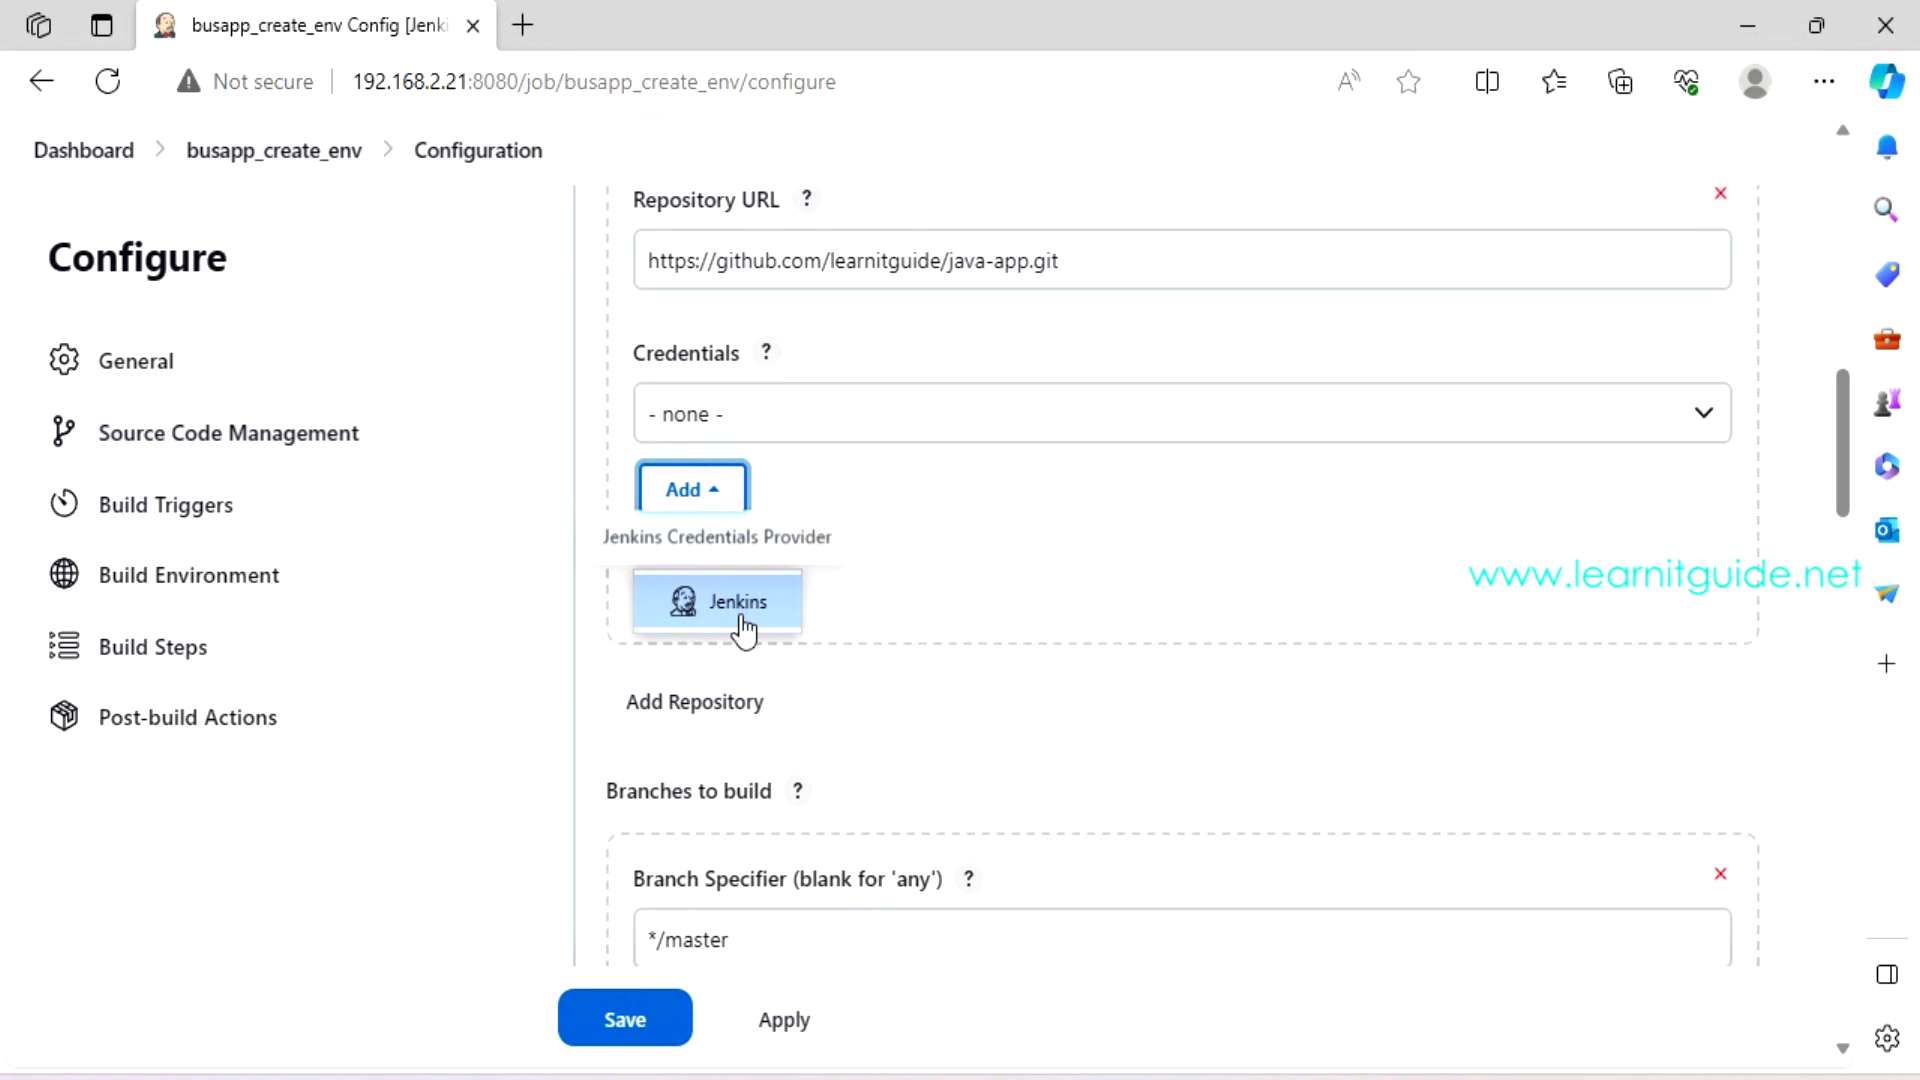 busapp_create_env Config [Jenki
Not secure
192.168.2.21:8080/job/busapp_create_env/configure
Dashboard > busapp_create_env > Configuration
Configure
General
Source Code Management
Build Triggers
Build Environment
Build Steps
Post-build Actions
Repository URL ?
https://github.com/learnitguide/java-app.git
Credentials ?
- none -
Add
Jenkins Credentials Provider
Jenkins
www.learnitguide.net
Add Repository
Branches to build ?
Branch Specifier (blank for 'any') ?
*/master
Save
Apply